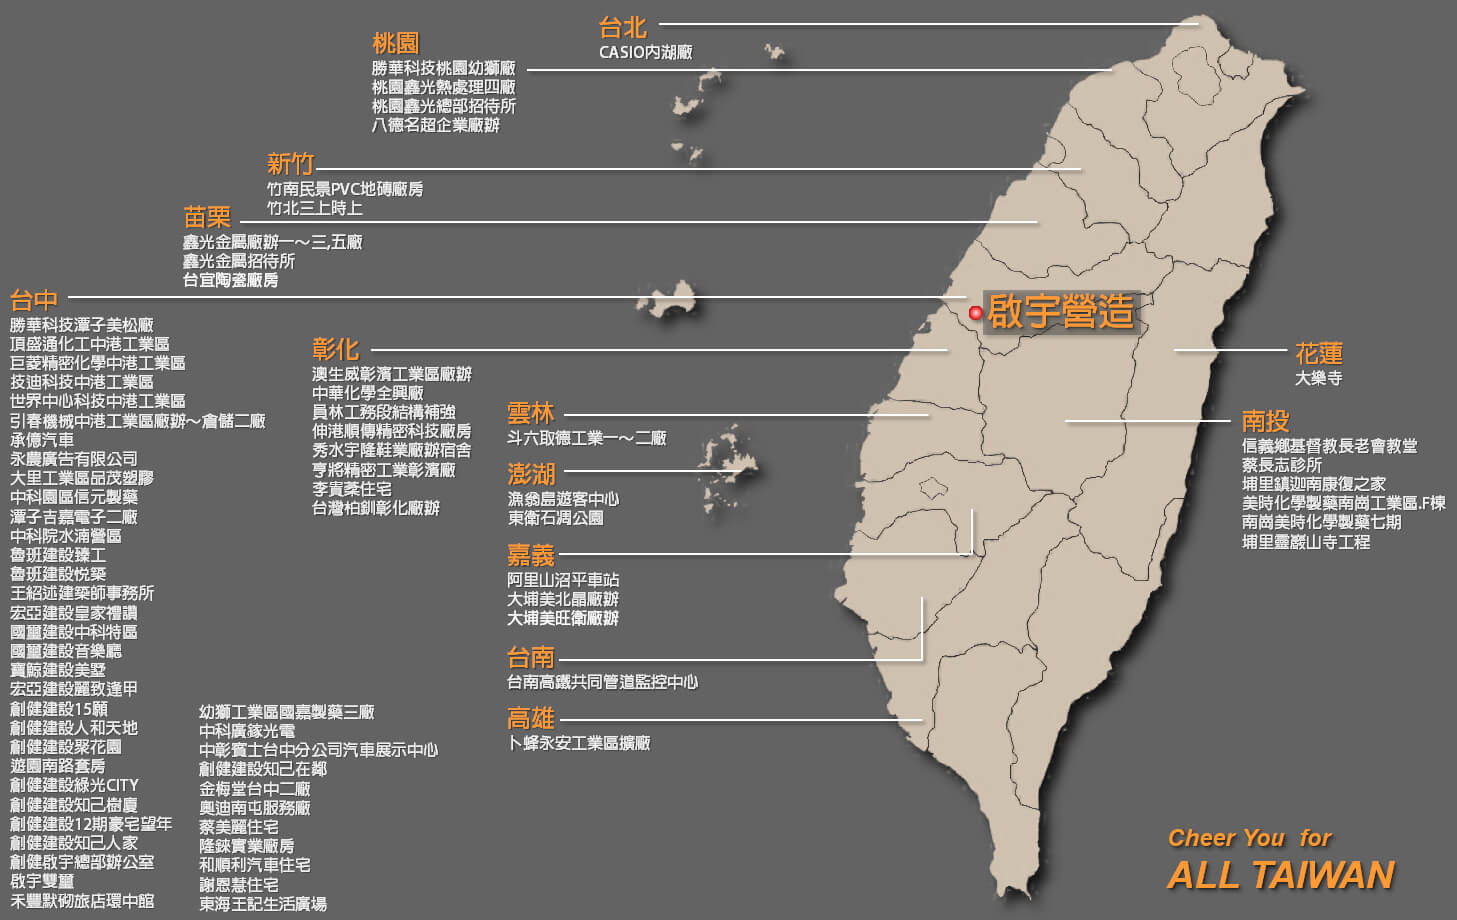 台北
CASIO內湖廠
桃園
勝華科技桃園幼獅廠
桃園鑫光熱處理四廠
桃園鑫光總部招待所
八德名超企業廠辦
新竹
竹南民景PVC地磚廠房
竹北三上時上
苗栗
鑫光金屬廠辦一～三,五廠
鑫光金屬招待所
台宜陶瓷廠房
台中
勝華科技潭子美松廠
頂盛通化工中港工業區
巨菱精密化學中港工業區
技迪科技中港工業區
世界中心科技中港工業區
引春機械中港工業區廠辦～倉儲二廠
承億汽車
永農廣告有限公司
大里工業區品茂塑膠
中科園區信元製藥
潭子吉嘉電子二廠
中科院水湳營區
魯班建設臻工
魯班建設悦築
王紹述建築師事務所
宏亞建設皇家禮讚
國璽建設中科特區
國璽建設音樂廳
寶鯨建設美墅
宏亞建設麗致逢甲
創健建設15願
創健建設人和天地
創健建設聚花園
遊園南路套房
創健建設綠光CITY
創健建設知己樹廈
創健建設12期豪宅望年
創健建設知己人家
創健啟宇總部辦公室
啟宇雙璽
禾豐默砌旅店環中館
幼獅工業區國嘉製藥三廠
中科廣鎵光電
中彰賓士台中分公司汽車展示中心
創健建設知己在鄰
金梅堂台中二廠
奧迪南屯服務廠
蔡美麗住宅
隆錸實業廠房
和順利汽車住宅
謝恩慧住宅
東海王記生活廣場
彰化
澳生威彰濱工業區廠辦
中華化學全興廠
員林工務段結構補強
伸港順傳精密科技廠房
秀水宇隆鞋業廠辦宿舍
亨將精密工業彰濱廠
李貴蓁住宅
台灣柏釧彰化廠辦
雲林
斗六取德工業一～二廠
澎湖
漁翁島遊客中心
東衛石凋公園
嘉義
阿里山沼平車站
大埔美北晶廠辦
大埔美旺衛廠辦
台南
台南高鐵共同管道監控中心
高雄
卜蜂永安工業區擴廠
啟宇營造
花蓮
大樂寺
南投
信義鄉基督教長老會教堂
蔡長志診所
埔里鎮迦南康復之家
美時化學製藥南崗工業區.F棟
南崗美時化學製藥七期
埔里靈巖山寺工程
Cheer You for
ALL TAIWAN